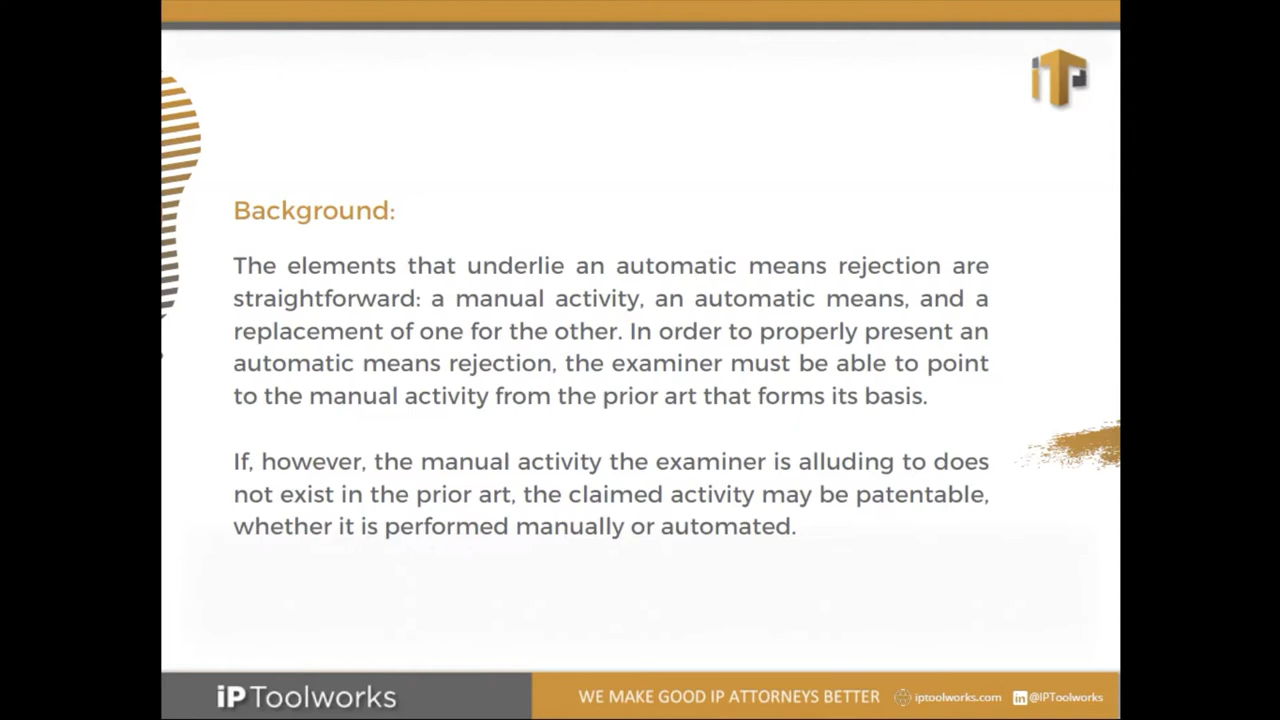 iTP
Background:
The elements that underlie an automatic means rejection are
straightforward: a manual activity, an automatic means, and a
replacement of one for the other. In order to properly present an
automatic means rejection, the examiner must be able to point
to the manual activity from the prior art that forms its basis.
If, however, the manual activity the examiner is alluding to does
not exist in the prior art, the claimed activity may be patentable,
whether it is performed manually or automated.
iPToolworks
WE MAKE GOOD IP ATTORNEYS BETTER
iptoolworks.com
in @IPToolworks